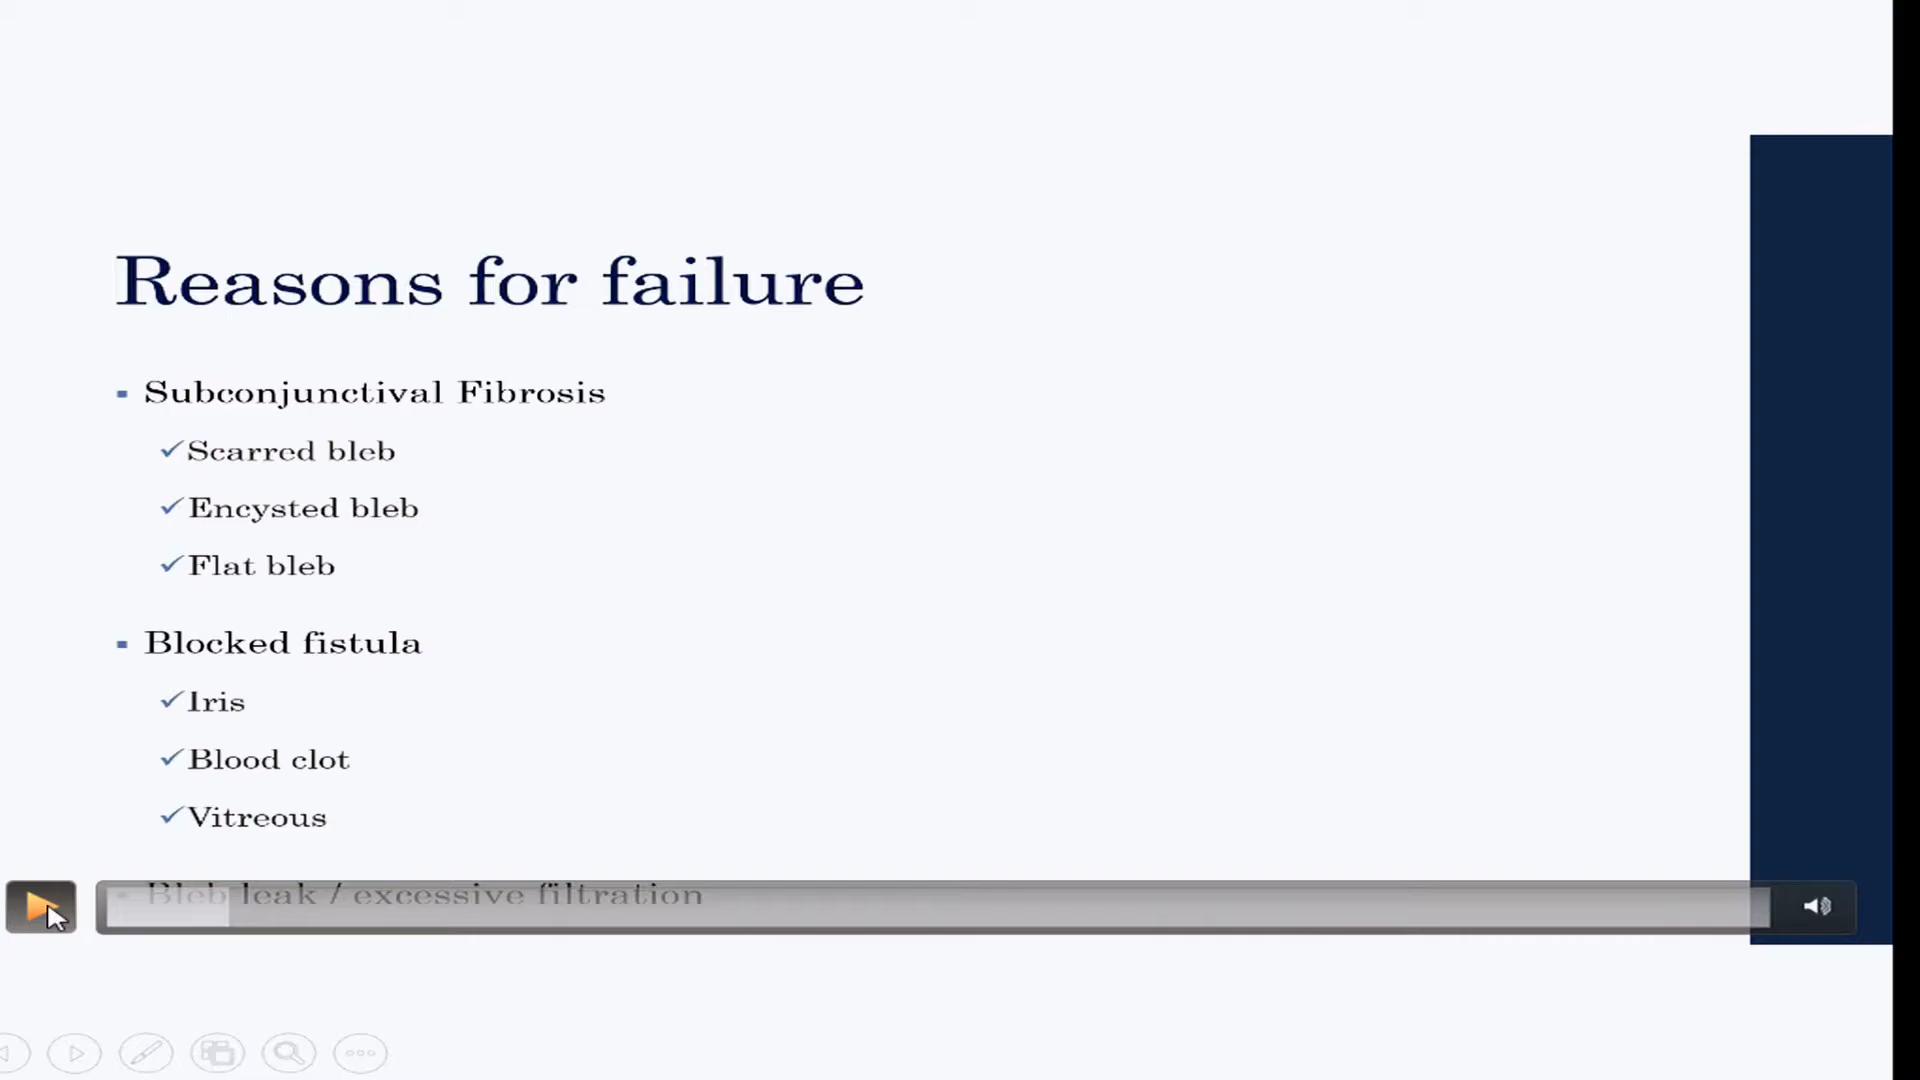 Reasons for failure
Subconjunctival Fibrosis
Scarred bleb
Encysted bleb
Flat bleb
Blocked fistula
Iris
Blood clot
Vitreous
Bleb leak / excessive filtration